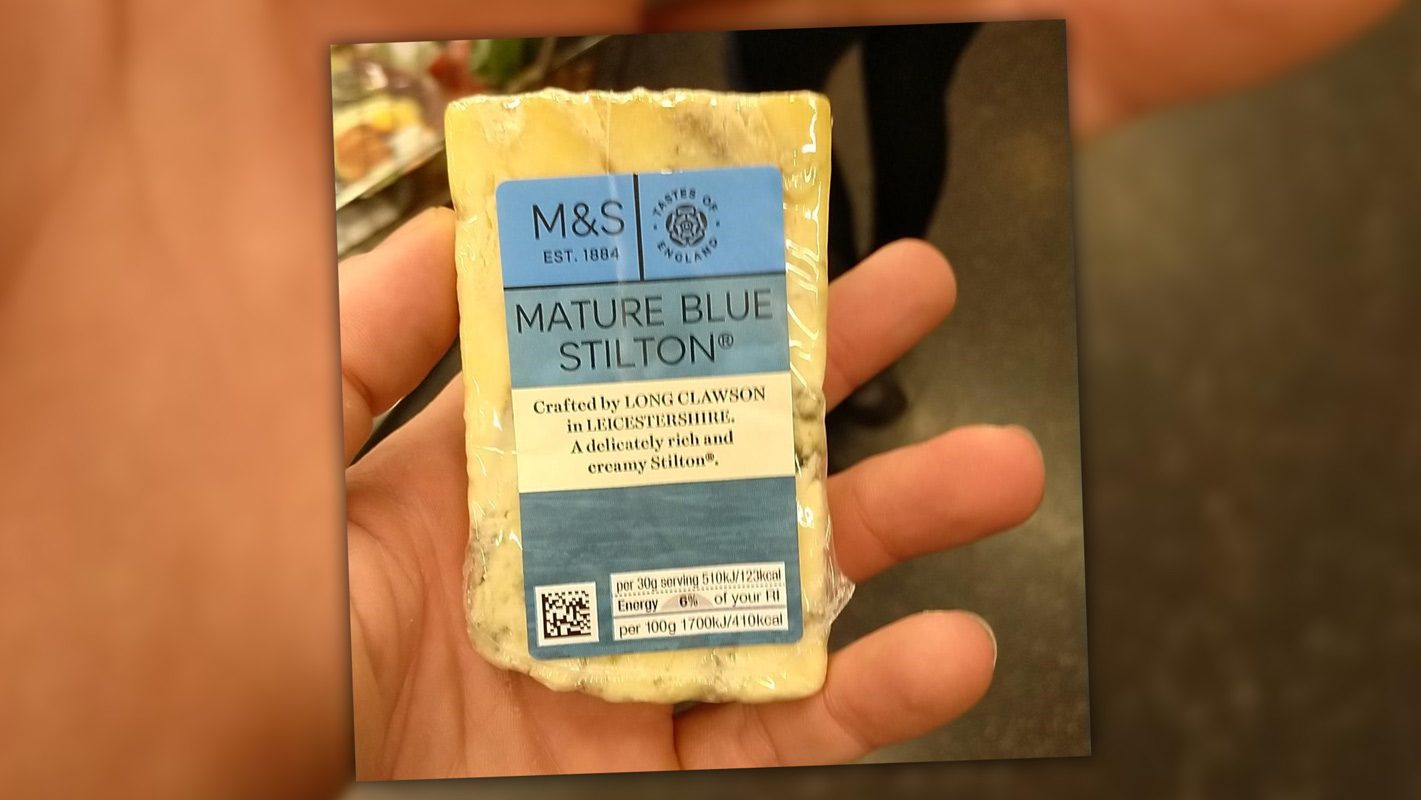 M&S
EST. 1884
TASTES OF
ENGLAND
MATURE BLUE
STILTON®
Crafted by LONG CLAWSON
in LEICESTERSHIRE.
A delicately rich and
creamy Stilton®.
per 30g serving 510kJ/123kcal
Energy 6% of your RI
per 100g 1700kJ/410kcal